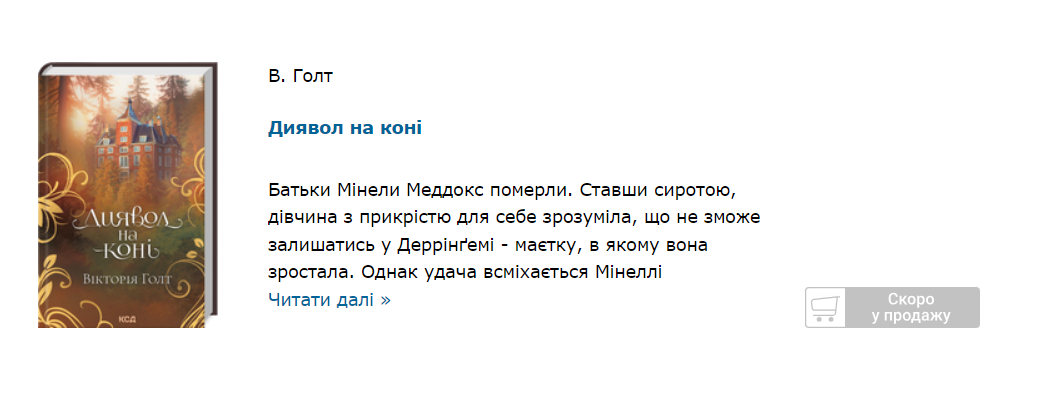 В. Голт
Диявол на коні
Батьки Мінели Меддокс померли. Ставши сиротою,
дівчина з прикрістю для себе зрозуміла, що не зможе
залишатись у Деррінґемі - маєтку, в якому вона
зростала. Однак удача всміхається Мінеллі
Читати далі »
Диявол
на
коні
Вікторія Голт
КСД
Скоро
у продажу